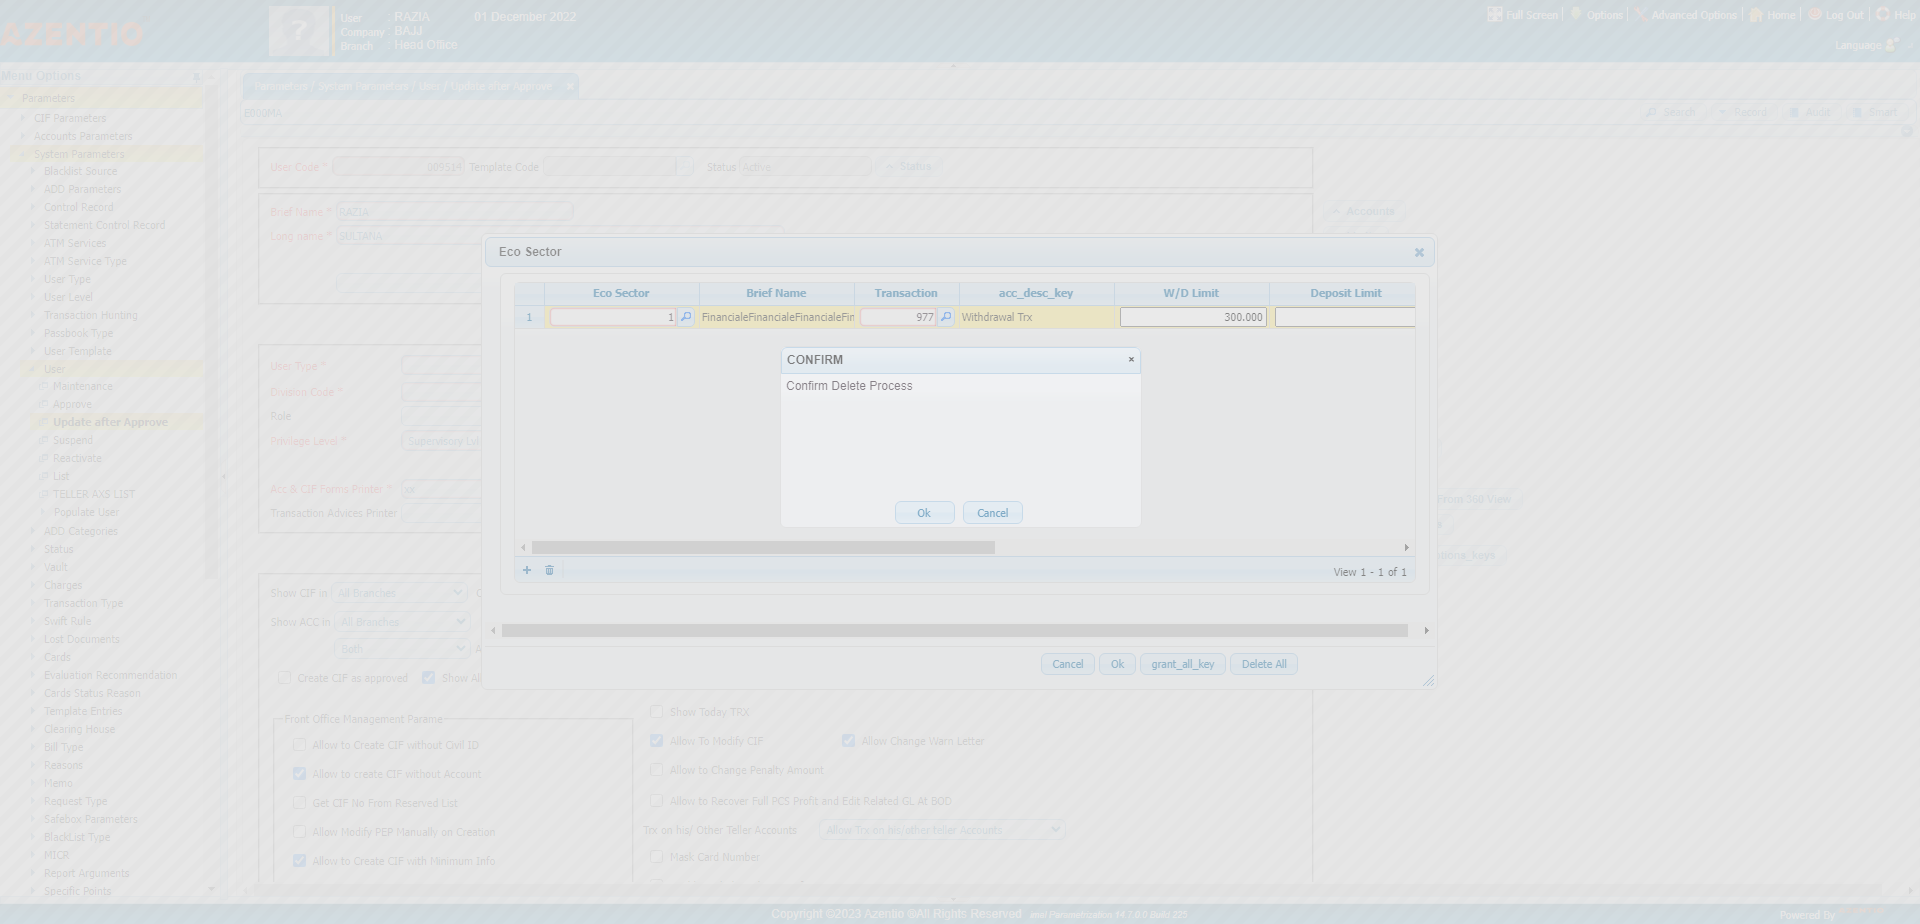 AZENTIO
User : RAZIA 01 December 2022
Company : BAJJ
Branch : Head Office
Full Screen Options Advanced Options Home Log Out Help
Language
Menu Options
Parameters
CIF Parameters
Accounts Parameters
System Parameters
Blacklist Source
ADD Parameters
Control Record
Statement Control Record
ATM Services
ATM Service Type
User Type
User Level
Transaction Hunting
Passbook Type
User Template
User
Maintenance
Approve
Update after Approve
Suspend
Reactivate
List
TELLER AXS LIST
Populate User
ADD Categories
Status
Vault
Charges
Transaction Type
Swift Rule
Lost Documents
Cards
Evaluation Recommendation
Cards Status Reason
Template Entries
Clearing House
Bill Type
Reasons
Memo
Request Type
Safebox Parameters
BlackList Type
MICR
Report Arguments
Specific Points
Parameters / System Parameters / User / Update after Approve
E000MA
Search Record Audit Smart
User Code * 009514 Template Code Status Active Status
Brief Name * RAZIA
Long name * SULTANA
Accounts
User Type *
Division Code *
Role
Privilege Level * Supervisory Lvl
Acc & CIF Forms Printer * xx
Transaction Advices Printer
From 360 View
Eco Sector
Eco Sector Brief Name Transaction acc_desc_key W/D Limit Deposit Limit
1 1 FinancialeFinancialeFinancialeFin 977 Withdrawal Trx 300.000
CONFIRM
Confirm Delete Process
Ok Cancel
View 1 - 1 of 1
Cancel Ok grant_all_key Delete All
Show CIF in All Branches
Show ACC in All Branches
Both
Create CIF as approved Show Al
Front Office Management Parame
Allow to Create CIF without Civil ID
Allow to create CIF without Account
Get CIF No From Reserved List
Allow Modify PEP Manually on Creation
Allow to Create CIF with Minimum Info
Show Today TRX
Allow To Modify CIF Allow Change Warn Letter
Allow to Change Penalty Amount
Allow to Recover Full PCS Profit and Edit Related GL At BOD
Trx on his/ Other Teller Accounts Allow Trx on his/other teller Accounts
Mask Card Number
Copyright ©2023 Azentio @All Rights Reserved imal Parametrization 14.7.0.0 Build 225
Powered By